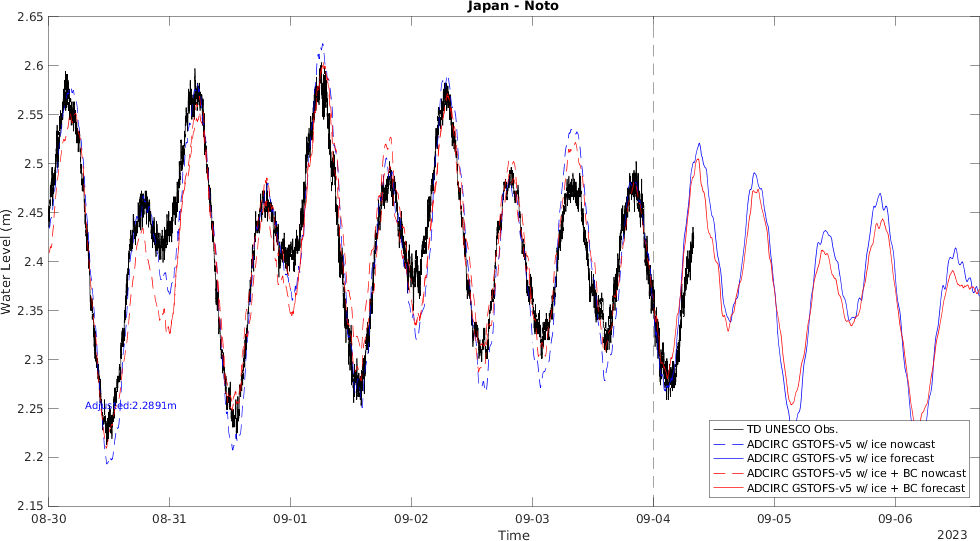 Japan - Noto
2.65
2.6
2.55
2.5
2.45
2.4
2.35
2.3
2.25
2.2
2.15
Water Level (m)
Adjusted:2.2891m
TD UNESCO Obs.
ADCIRC GSTOFS-v5 w/ ice nowcast
ADCIRC GSTOFS-v5 w/ ice forecast
ADCIRC GSTOFS-v5 w/ ice + BC nowcast
ADCIRC GSTOFS-v5 w/ ice + BC forecast
08-30 08-31 09-01 09-02 09-03 09-04 09-05 09-06
Time
2023